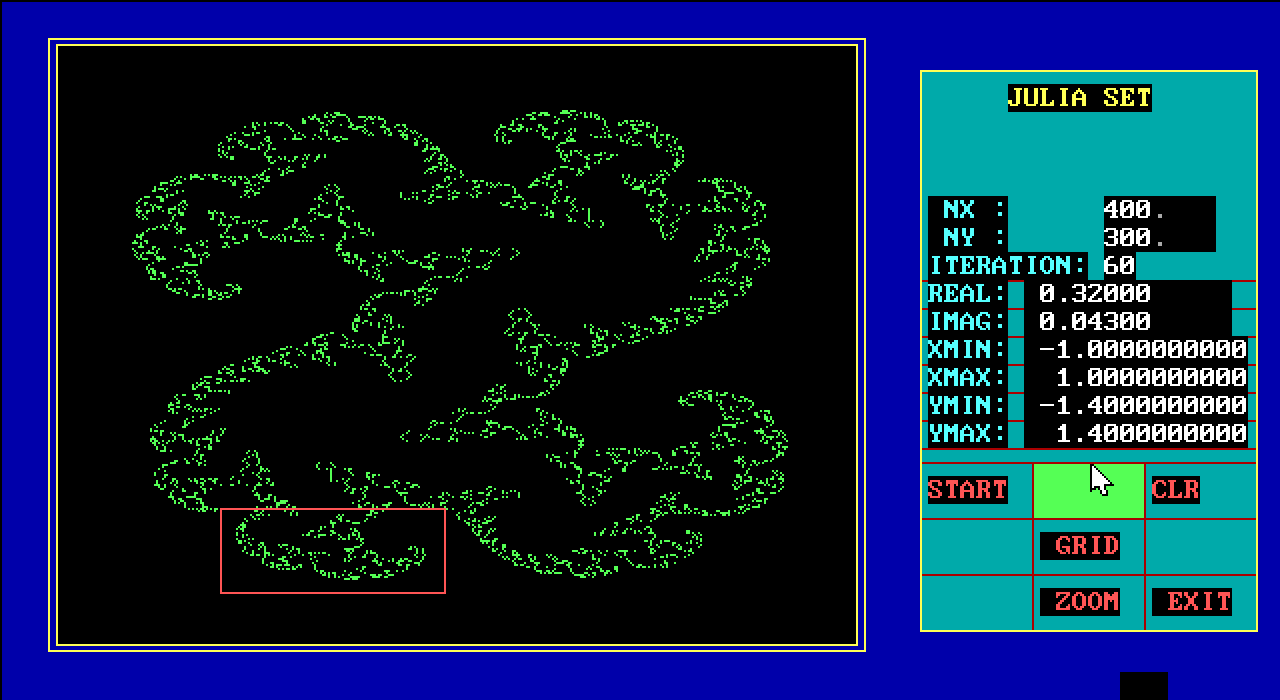 JULIA SET
NX : 400.
NY : 300.
ITERATION: 60
REAL: 0.32000
IMAG: 0.04300
XMIN: -1.0000000000
XMAX: 1.0000000000
YMIN: -1.4000000000
YMAX: 1.4000000000
START CLR
GRID
ZOOM EXIT